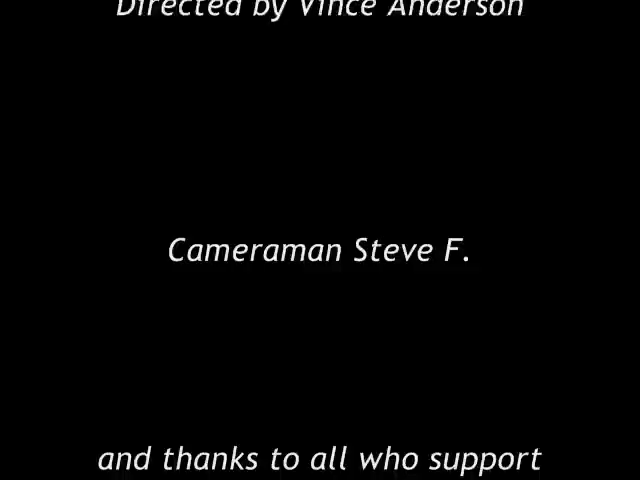 Directed by Vince Anderson
Cameraman Steve F.
and thanks to all who support